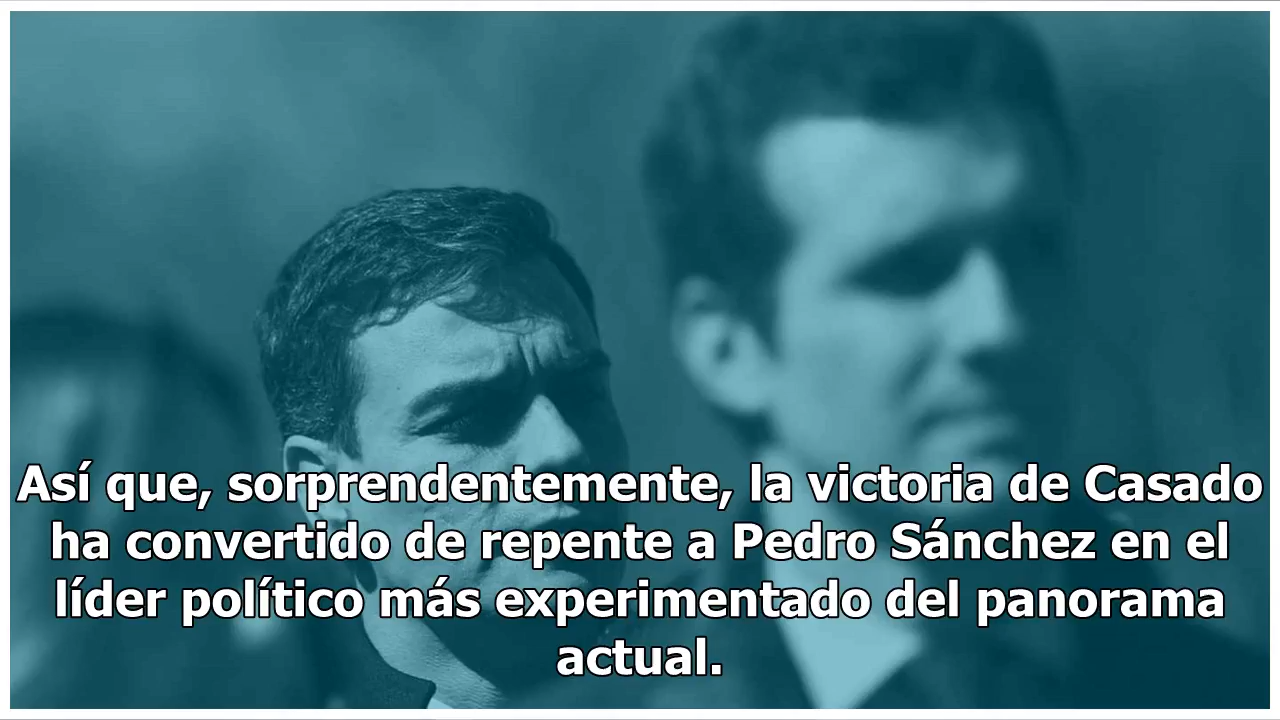 Así que, sorprendentemente, la victoria de Casado
ha convertido de repente a Pedro Sánchez en el
líder político más experimentado del panorama
actual.